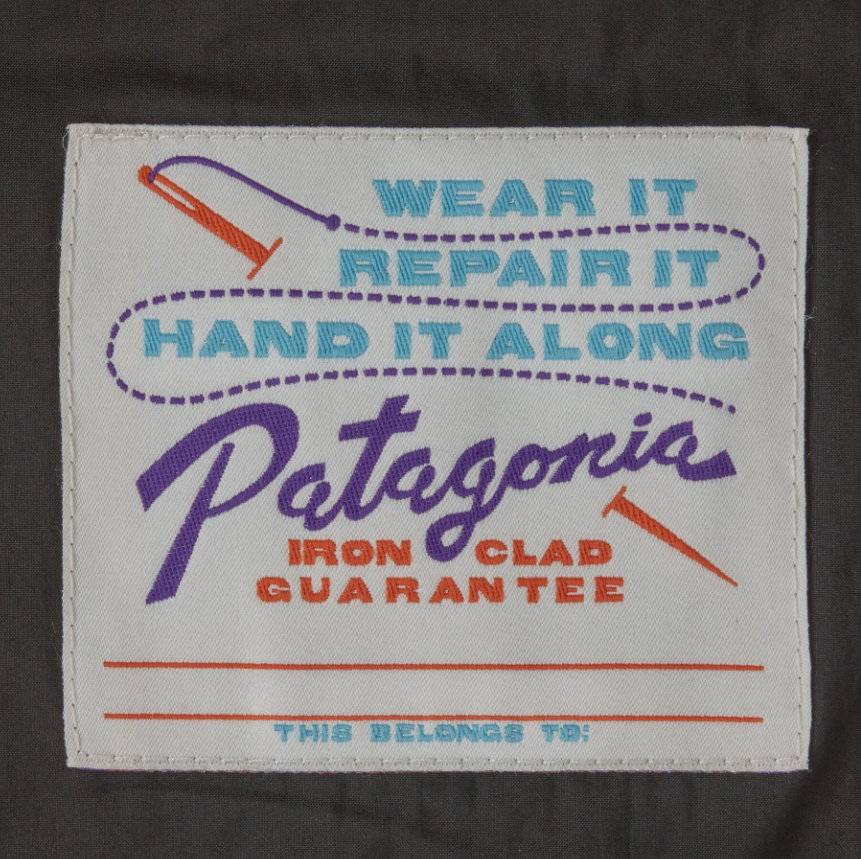 WEAR IT
REPAIR IT
HAND IT ALONG
Patagonia
IRON CLAD
GUARANTEE
THIS BELONGS TO: